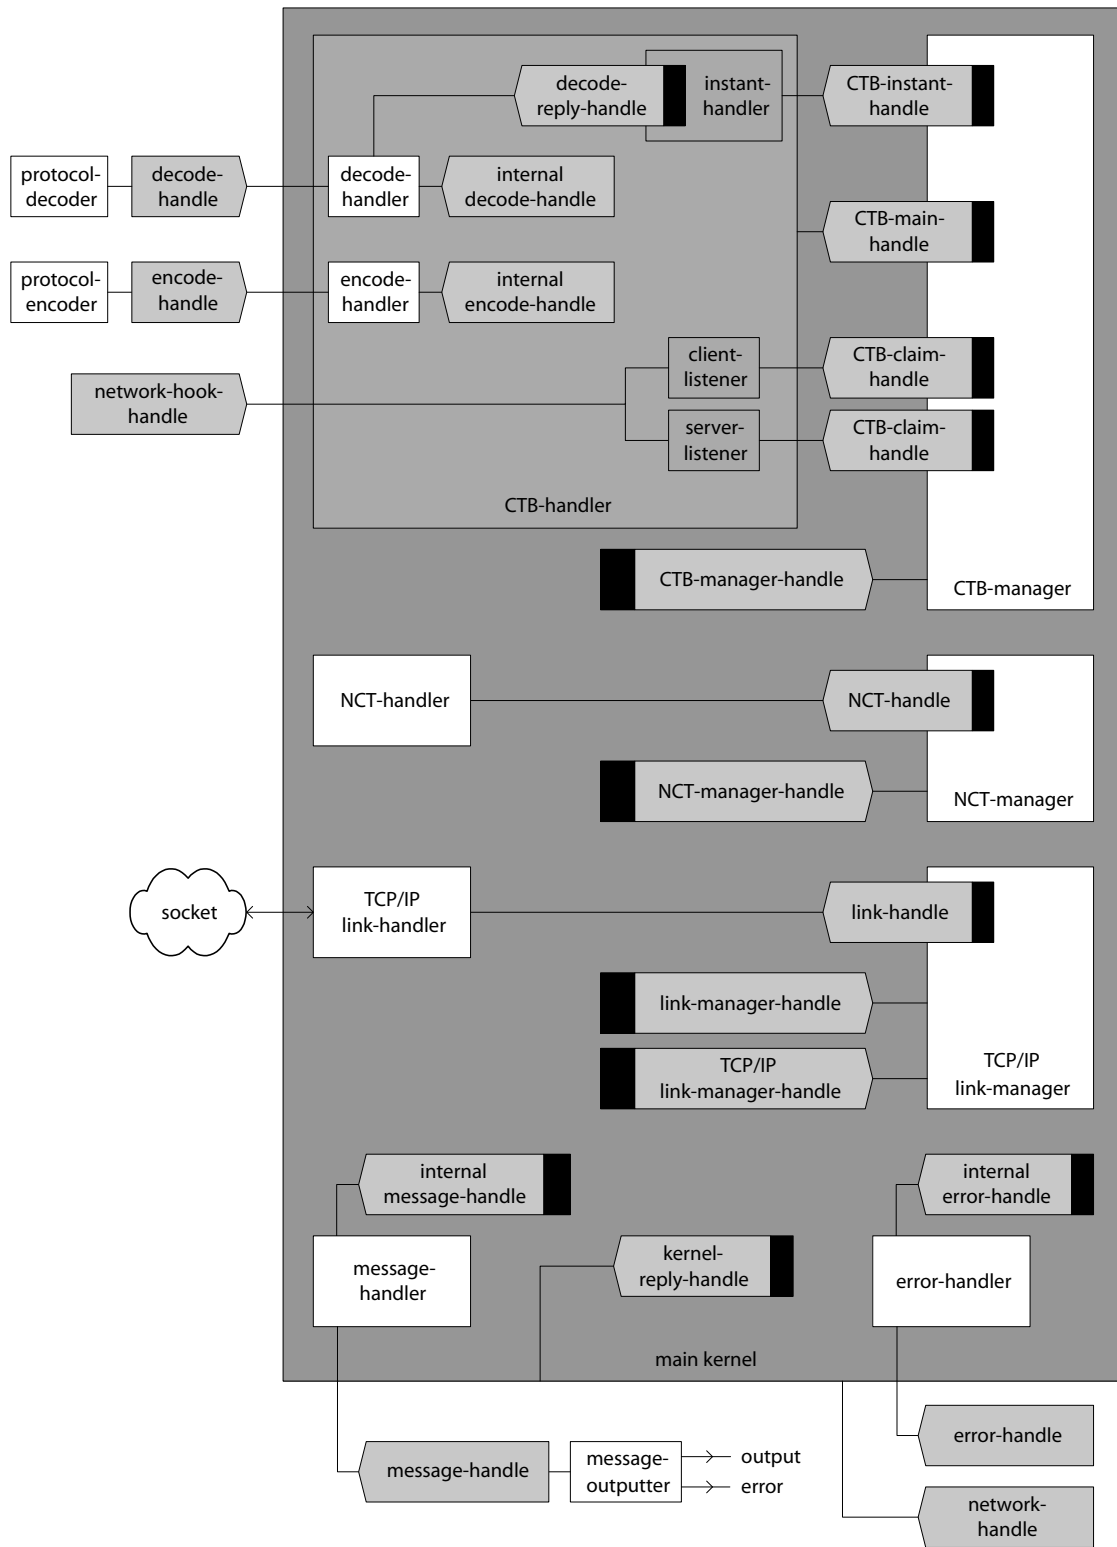 decode-
reply-handle
instant-
handler
CTB-instant-
handle
protocol-
decoder
decode-
handle
decode-
handler
internal
decode-handle
CTB-main-
handle
protocol-
encoder
encode-
handle
encode-
handler
internal
encode-handle
client-
listener
CTB-claim-
handle
network-hook-
handle
server-
listener
CTB-claim-
handle
CTB-handler
CTB-manager-handle
CTB-manager
NCT-handler
NCT-handle
NCT-manager-handle
NCT-manager
socket
TCP/IP
link-handler
link-handle
link-manager-handle
TCP/IP
link-manager-handle
TCP/IP
link-manager
internal
message-handle
internal
error-handle
message-
handler
kernel-
reply-handle
error-handler
main kernel
message-handle
message-
outputter
output
error
error-handle
network-
handle